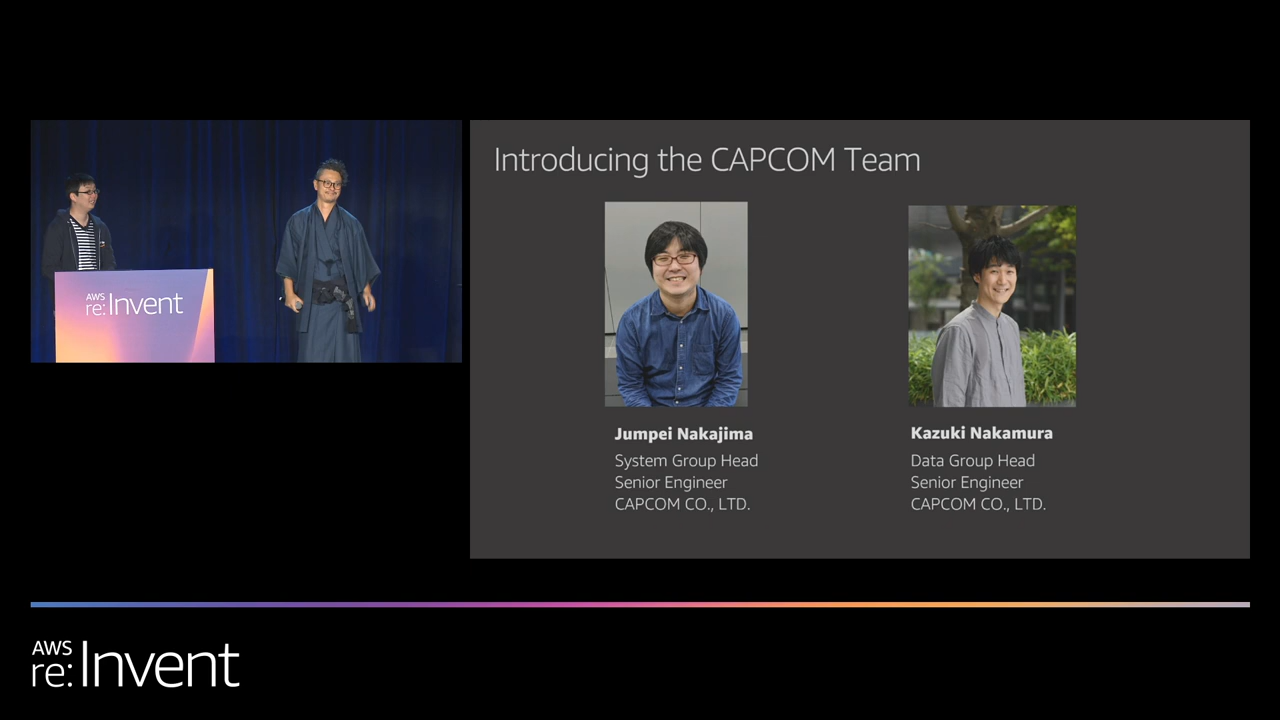 Introducing the CAPCOM Team
AWS
re:Invent
Jumpei Nakajima
System Group Head
Senior Engineer
CAPCOM CO., LTD.
Kazuki Nakamura
Data Group Head
Senior Engineer
CAPCOM CO., LTD.
AWS
re:Invent